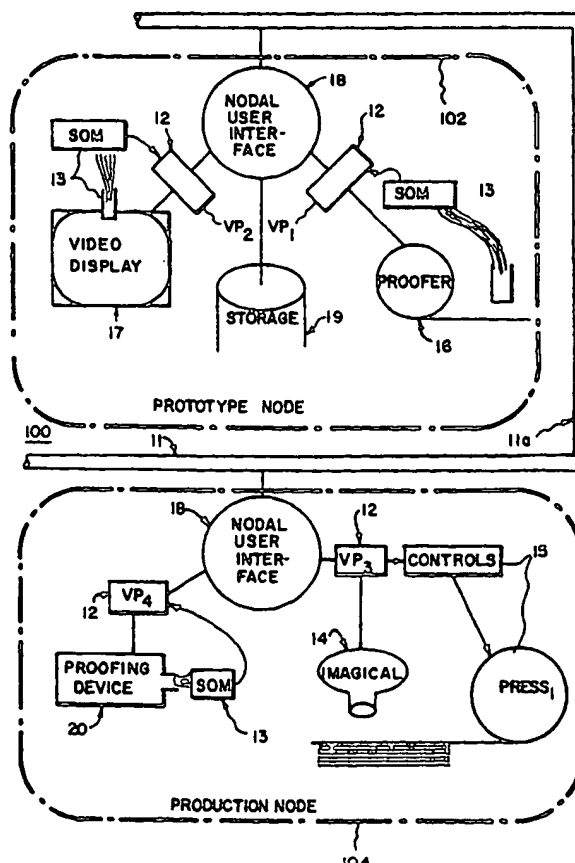 18
102
NODAL
USER
INTER-
FACE
12
12
SOM
13
VP2
VP1
SOM
13
VIDEO
DISPLAY
17
STORAGE
19
PROOFER
16
PROTOTYPE NODE
100
11
11a
18
NODAL
USER
INTER-
FACE
12
VP3
CONTROLS
15
12
VP4
14
IMAGICAL
PROOFING
DEVICE
SOM
PRESS1
20
13
PRODUCTION NODE
104